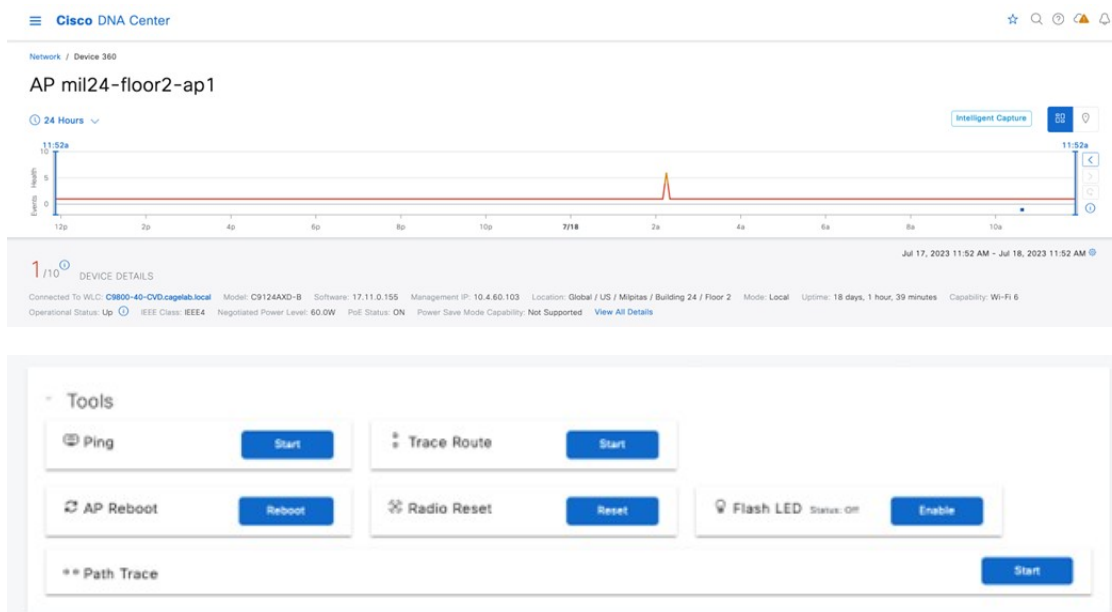 Cisco DNA Center
Network / Device 360
AP mil24-floor2-ap1
24 Hours
Intelligent Capture
11:52a
11:52a
10
5
0
Health
Events
12p 2p 4p 6p 8p 10p 7/18 2a 4a 6a 8a 10a
Jul 17, 2023 11:52 AM - Jul 18, 2023 11:52 AM
1/10 DEVICE DETAILS
Connected To WLC: C9800-40-CVD.cagelab.local Model: C9124AXD-B Software: 17.11.0.155 Management IP: 10.4.60.103 Location: Global / US / Milpitas / Building 24 / Floor 2 Mode: Local Uptime: 18 days, 1 hour, 39 minutes Capability: Wi-Fi 6
Operational Status: Up IEEE Class: IEEE4 Negotiated Power Level: 60.0W PoE Status: ON Power Save Mode Capability: Not Supported View All Details
Tools
Ping Start Trace Route Start
AP Reboot Reboot Radio Reset Reset Flash LED Status: Off Enable
Path Trace Start